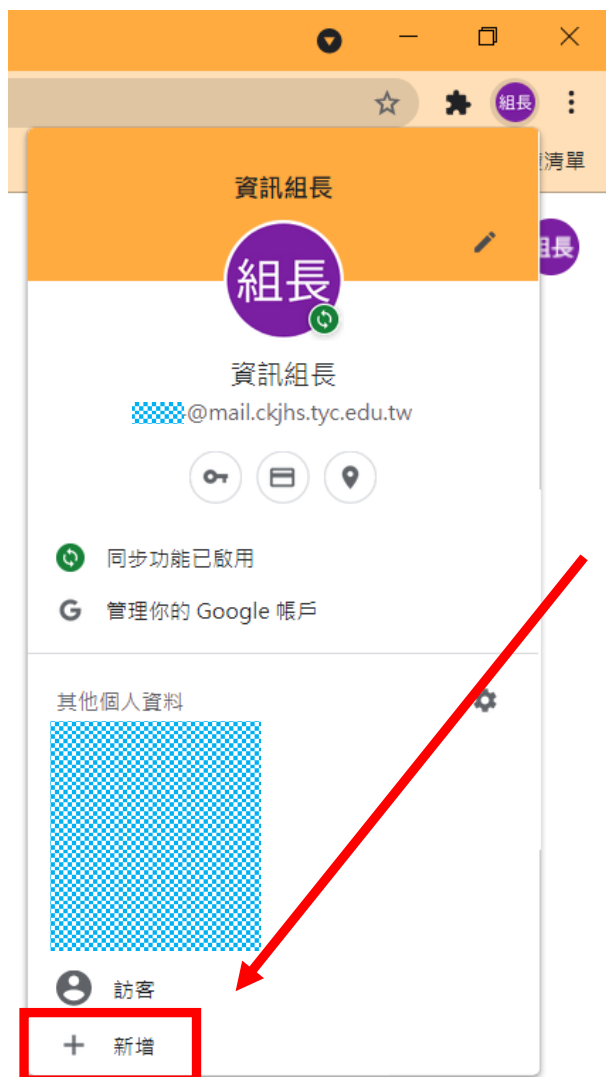 組長
清單
資訊組長
組長
組長
資訊組長
@mail.ckjhs.tyc.edu.tw
同步功能已啟用
G 管理你的 Google 帳戶
其他個人資料
訪客
新增